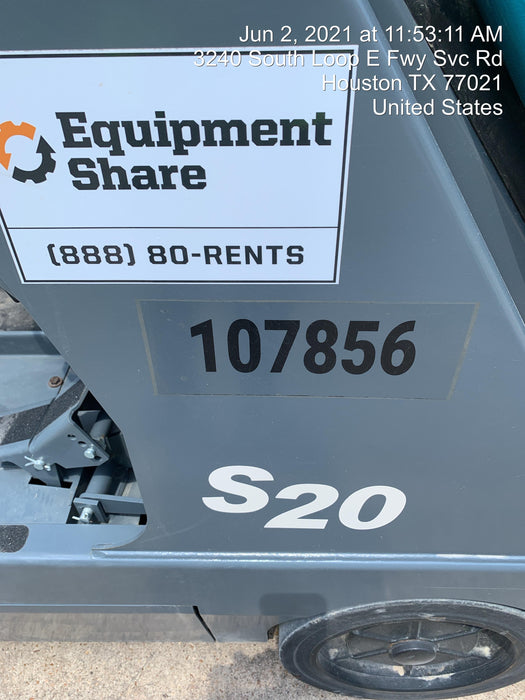 Jun 2, 2021 at 11:53:11 AM
3240 South Loop E Fwy Svc Rd
Houston TX 77021
United States
Equipment
Share
(888) 80-RENTS
107856
S20